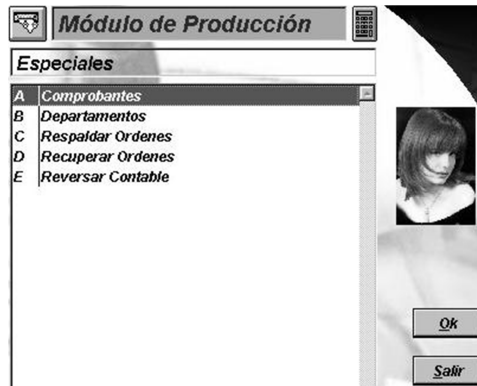 Módulo de Producción
Especiales
A Comprobantes
B Departamentos
C Respaldar Ordenes
D Recuperar Ordenes
E Reversar Contable
Ok
Salir